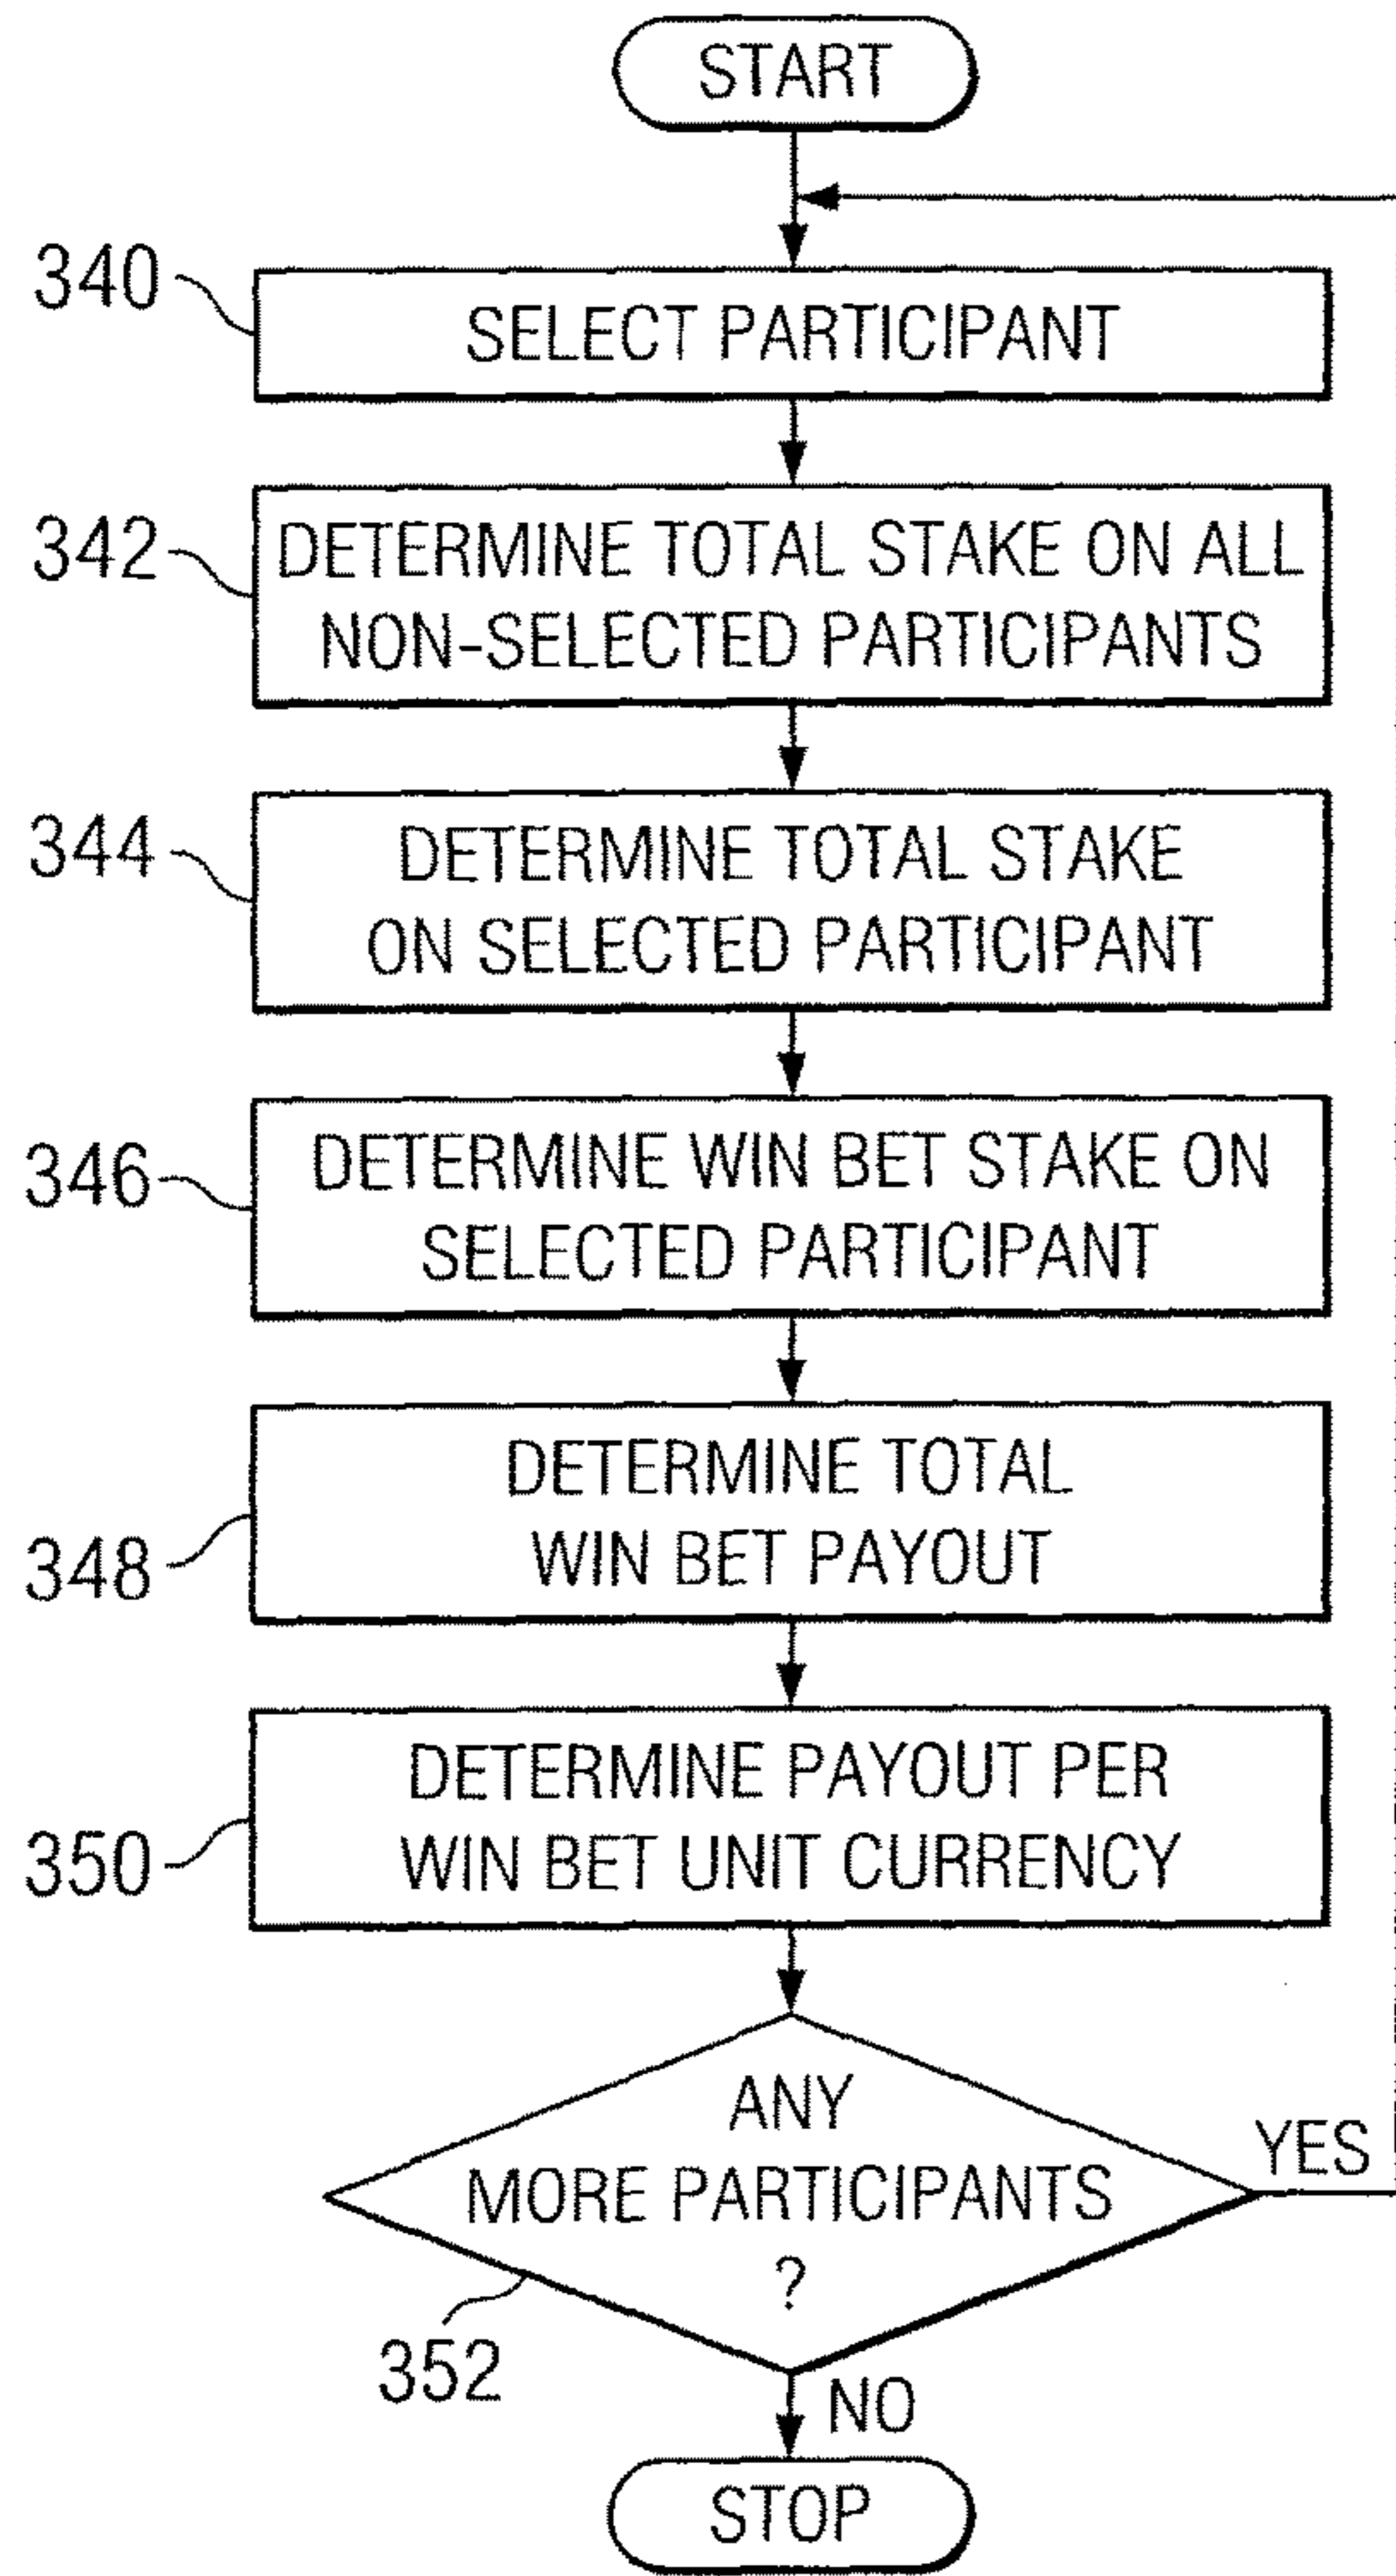 START
340
SELECT PARTICIPANT
342
DETERMINE TOTAL STAKE ON ALL
NON-SELECTED PARTICIPANTS
344
DETERMINE TOTAL STAKE
ON SELECTED PARTICIPANT
346
DETERMINE WIN BET STAKE ON
SELECTED PARTICIPANT
348
DETERMINE TOTAL
WIN BET PAYOUT
350
DETERMINE PAYOUT PER
WIN BET UNIT CURRENCY
ANY
MORE PARTICIPANTS
?
YES
352
NO
STOP